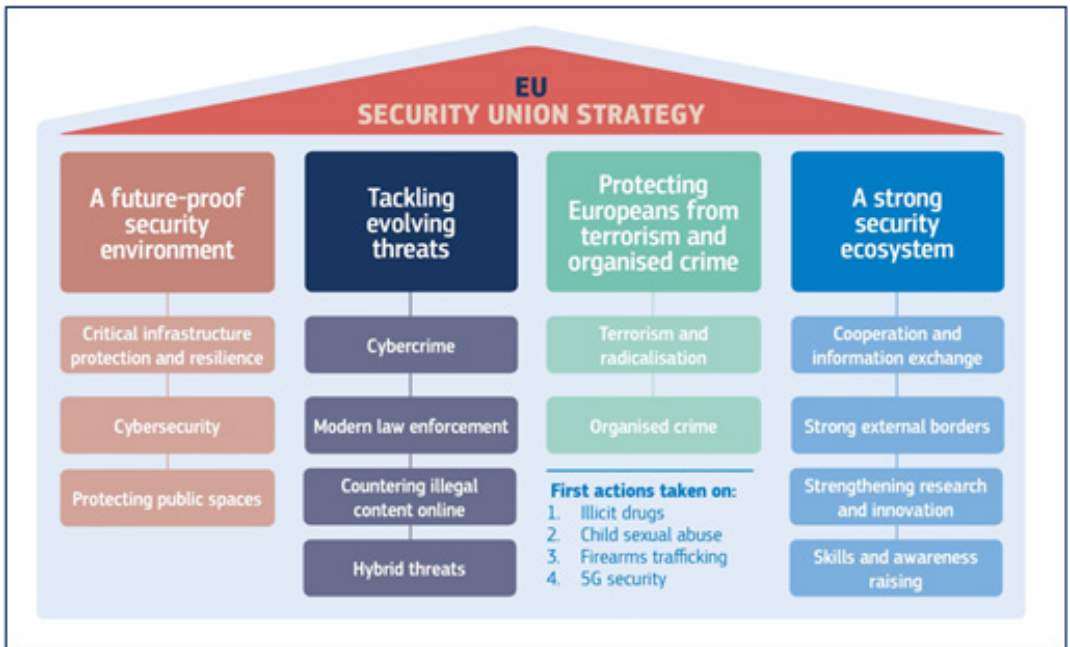 EU
SECURITY UNION STRATEGY
A future-proof
security
environment
Critical infrastructure
protection and resilience
Cybersecurity
Protecting public spaces
Tackling
evolving
threats
Cybercrime
Modern law enforcement
Countering illegal
content online
Hybrid threats
Protecting
Europeans from
terrorism and
organised crime
Terrorism and
radicalisation
Organised crime
First actions taken on:
1. Illicit drugs
2. Child sexual abuse
3. Firearms trafficking
4. 5G security
A strong
security
ecosystem
Cooperation and
information exchange
Strong external borders
Strengthening research
and innovation
Skills and awareness
raising